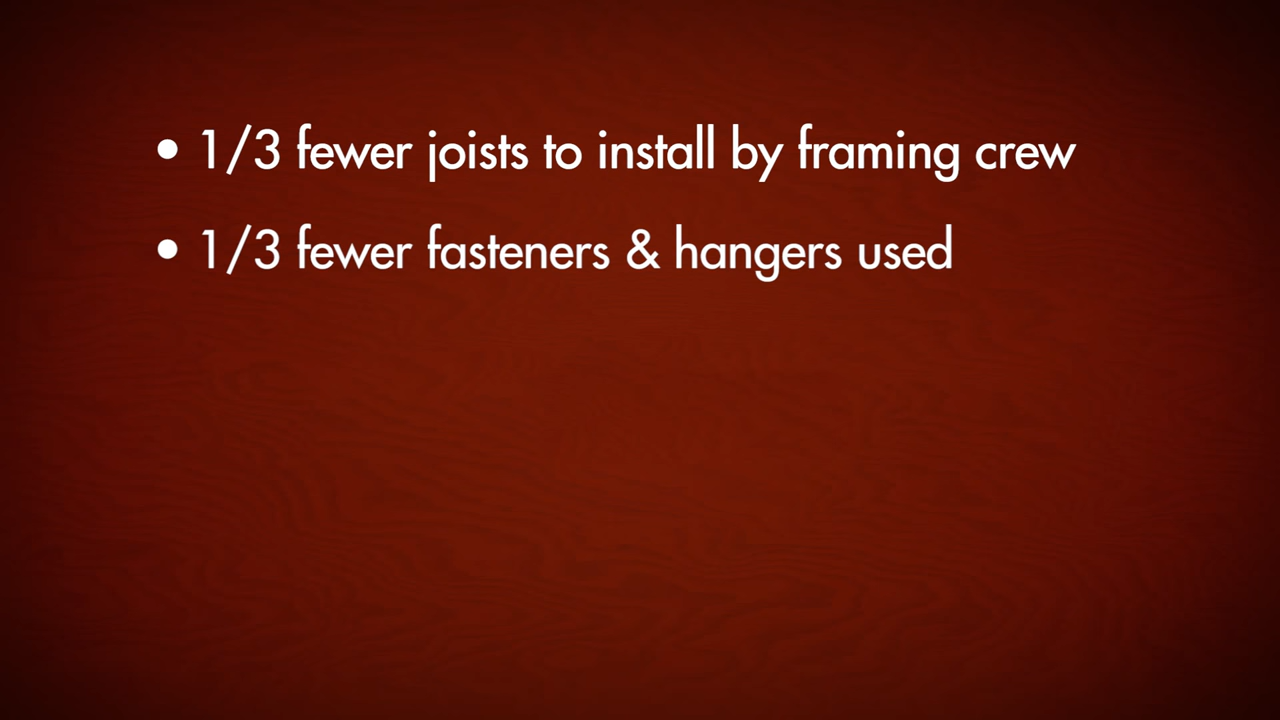 • 1/3 fewer joists to install by framing crew
• 1/3 fewer fasteners & hangers used